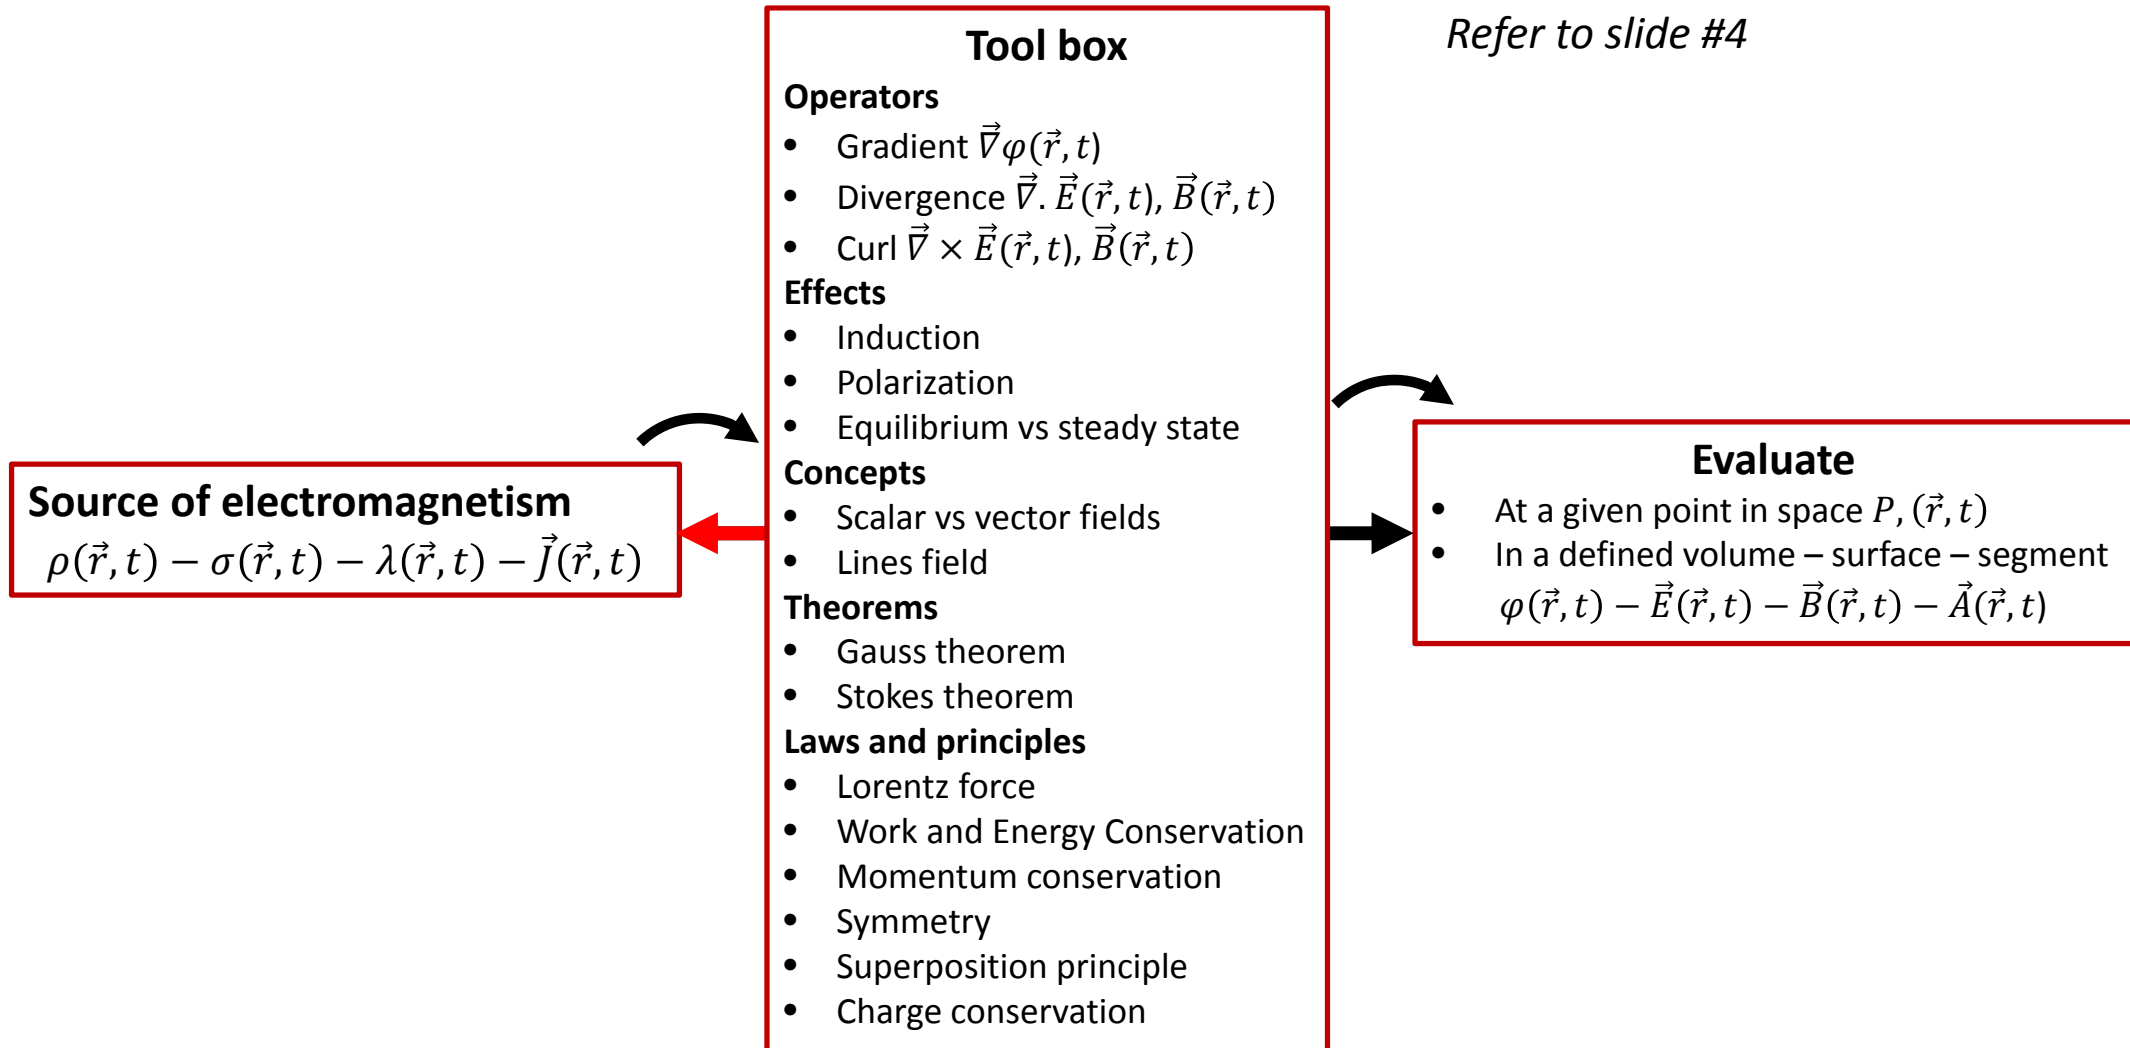 Refer to slide #4
Tool box
Operators
• Gradient ∇⃗φ(r⃗, t)
• Divergence ∇⃗. E⃗(r⃗, t), B⃗(r⃗, t)
• Curl ∇⃗ × E⃗(r⃗, t), B⃗(r⃗, t)
Effects
• Induction
• Polarization
• Equilibrium vs steady state
Concepts
• Scalar vs vector fields
• Lines field
Theorems
• Gauss theorem
• Stokes theorem
Laws and principles
• Lorentz force
• Work and Energy Conservation
• Momentum conservation
• Symmetry
• Superposition principle
• Charge conservation
Source of electromagnetism
ρ(r⃗, t) − σ(r⃗, t) − λ(r⃗, t) − J⃗(r⃗, t)
Evaluate
• At a given point in space P, (r⃗, t)
• In a defined volume – surface – segment
φ(r⃗, t) − E⃗(r⃗, t) − B⃗(r⃗, t) − A⃗(r⃗, t)